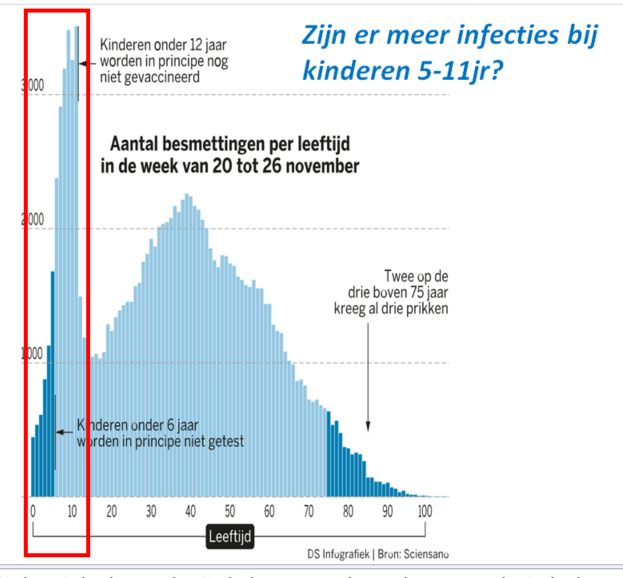 Zijn er meer infecties bij
kinderen 5-11jr?
Kinderen onder 12 jaar
worden in principe nog
niet gevaccineerd
3000
Aantal besmettingen per leeftijd
in de week van 20 tot 26 november
2000
Twee op de
drie boven 75 jaar
kreeg al drie prikken
1000
Kinderen onder 6 jaar
worden in principe niet getest
0 10 20 30 40 50 60 70 80 90 100
Leeftijd
DS Infografiek | Bron: Sciensano